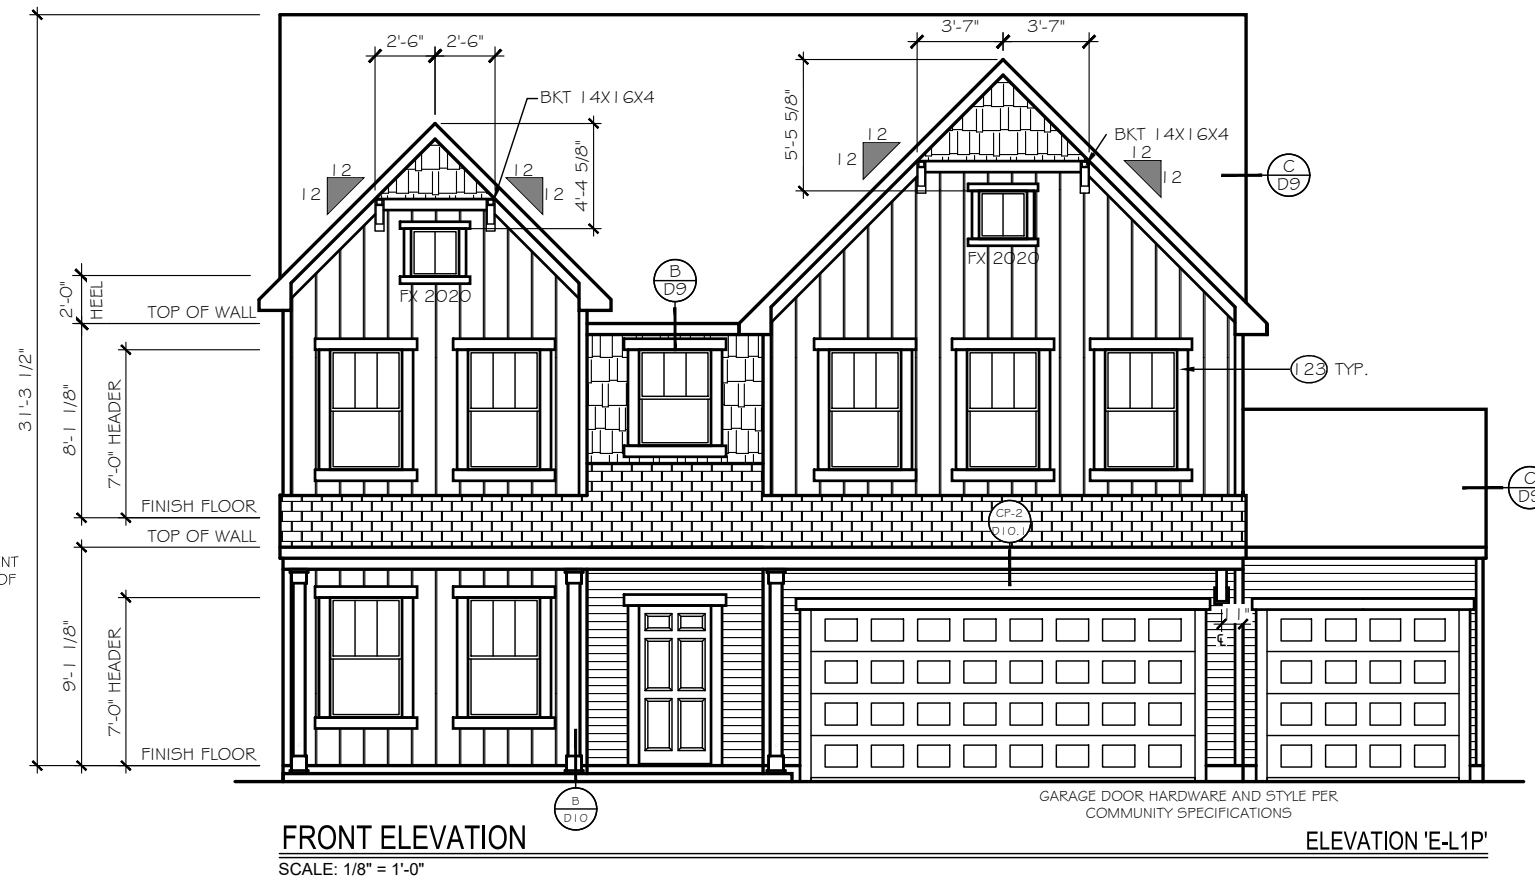 2'-6"
2'-6"
3'-7"
3'-7"
BKT 14X16X4
4'-4 5/8"
5'-5 5/8"
BKT 14X16X4
12
12
12
12
12
12
12
12
C
D9
FX 2020
FX 2020
B
D9
2'-0"
HEEL
TOP OF WALL
31'-3 1/2"
8'-1 1/8"
7'-0" HEADER
123 TYP.
FINISH FLOOR
TOP OF WALL
CP-2
D10.1
C
D9
NT
OF
9'-1 1/8"
7'-0" HEADER
11"
℄
FINISH FLOOR
B
D10
GARAGE DOOR HARDWARE AND STYLE PER
COMMUNITY SPECIFICATIONS
FRONT ELEVATION
ELEVATION 'E-L1P'
SCALE: 1/8" = 1'-0"